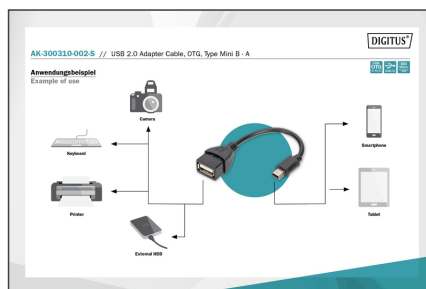 DIGITUS®
AK-300310-002-S // USB 2.0 Adapter Cable, OTG, Type Mini B - A
OTG
Anwendungsbeispiel
Example of use
Camera
Keyboard
Smartphone
Printer
Tablet
External HDD